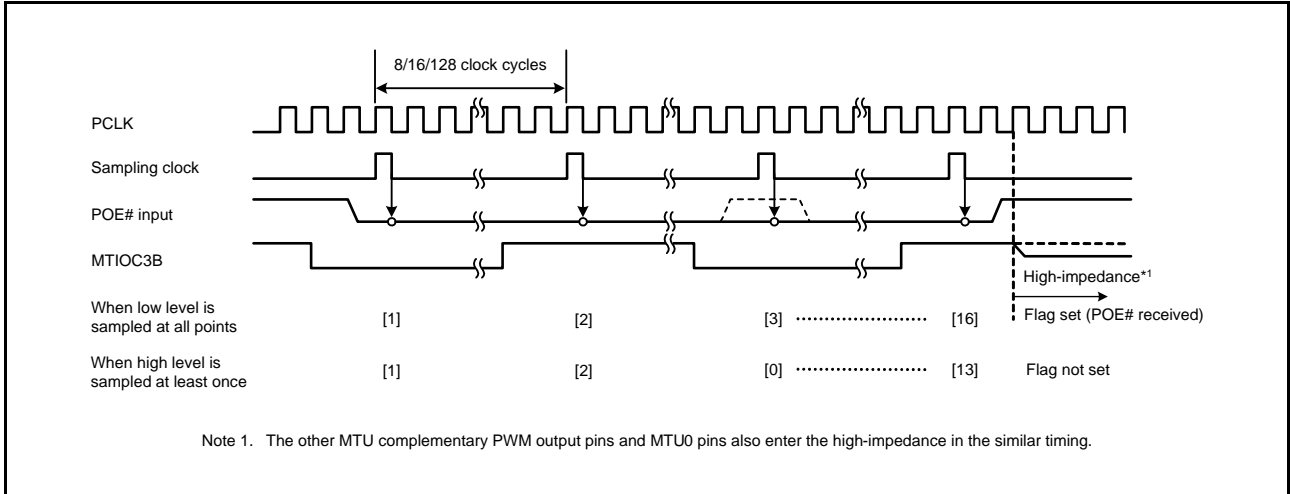 8/16/128 clock cycles
PCLK
Sampling clock
POE# input
MTIOC3B
High-impedance*1
When low level is
sampled at all points
[1]
[2]
[3]
[16]
Flag set (POE# received)
When high level is
sampled at least once
[1]
[2]
[0]
[13]
Flag not set
Note 1. The other MTU complementary PWM output pins and MTU0 pins also enter the high-impedance in the similar timing.